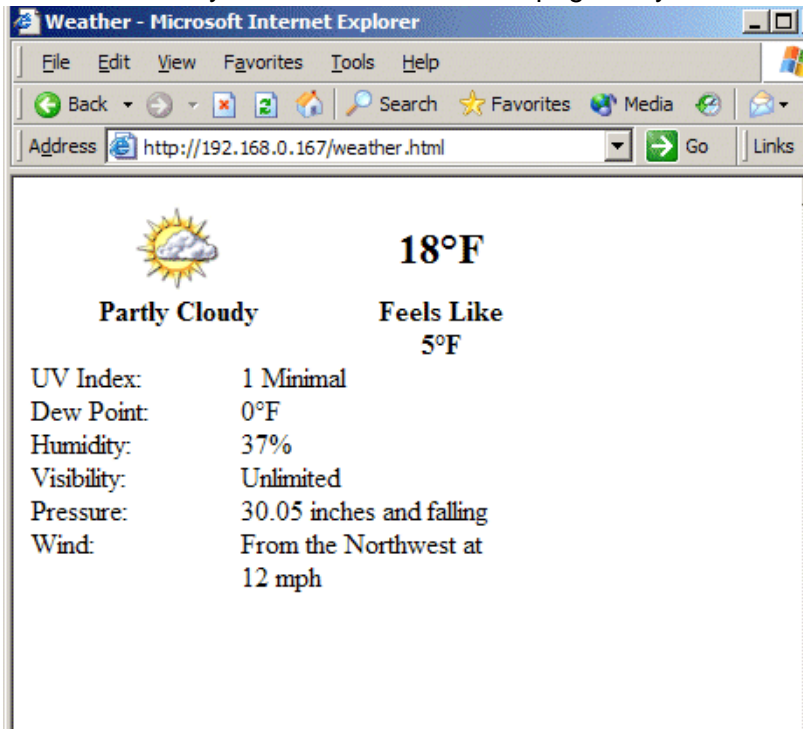 Weather - Microsoft Internet Explorer
File Edit View Favorites Tools Help
Back Search Favorites Media
Address http://192.168.0.167/weather.html Go Links
18°F
Partly Cloudy Feels Like
5°F
UV Index: 1 Minimal
Dew Point: 0°F
Humidity: 37%
Visibility: Unlimited
Pressure: 30.05 inches and falling
Wind: From the Northwest at
12 mph